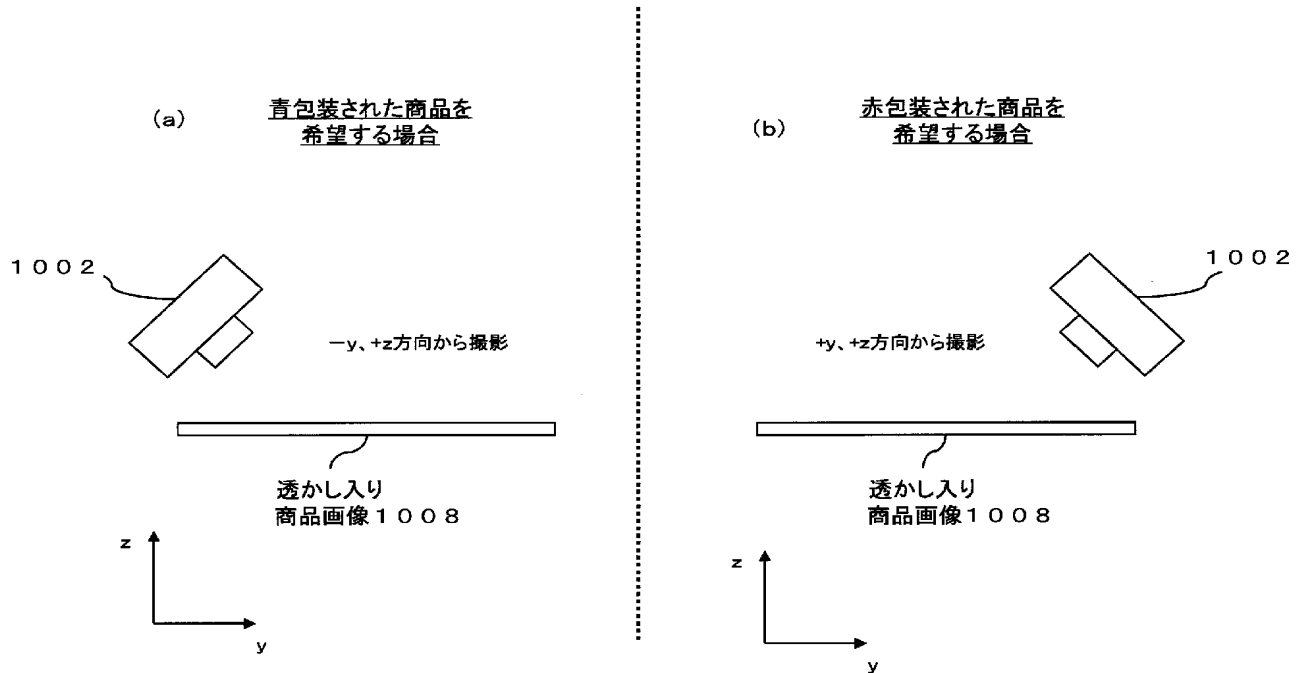 (a)
青包装された商品を
希望する場合
1002
−y、+z方向から撮影
透かし入り
商品画像1008
z
y
(b)
赤包装された商品を
希望する場合
1002
+y、+z方向から撮影
透かし入り
商品画像1008
z
y